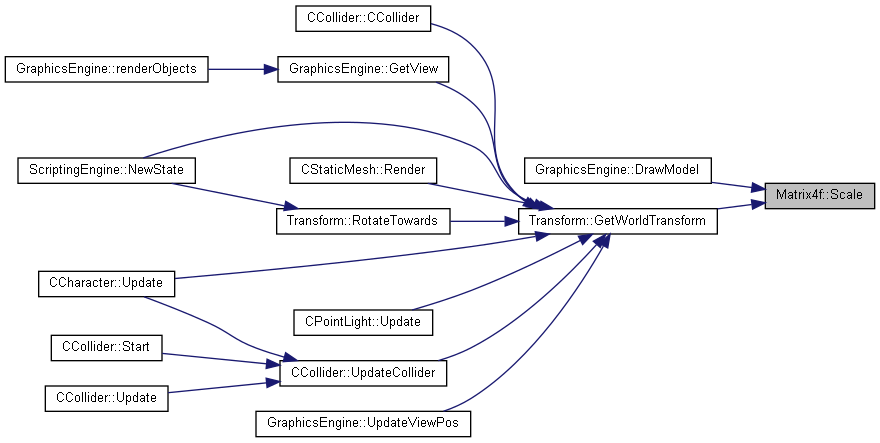 CCollider::CCollider
GraphicsEngine::renderObjects
GraphicsEngine::GetView
ScriptingEngine::NewState
CStaticMesh::Render
GraphicsEngine::DrawModel
Matrix4f::Scale
Transform::RotateTowards
Transform::GetWorldTransform
CCharacter::Update
CPointLight::Update
CCollider::Start
CCollider::UpdateCollider
CCollider::Update
GraphicsEngine::UpdateViewPos